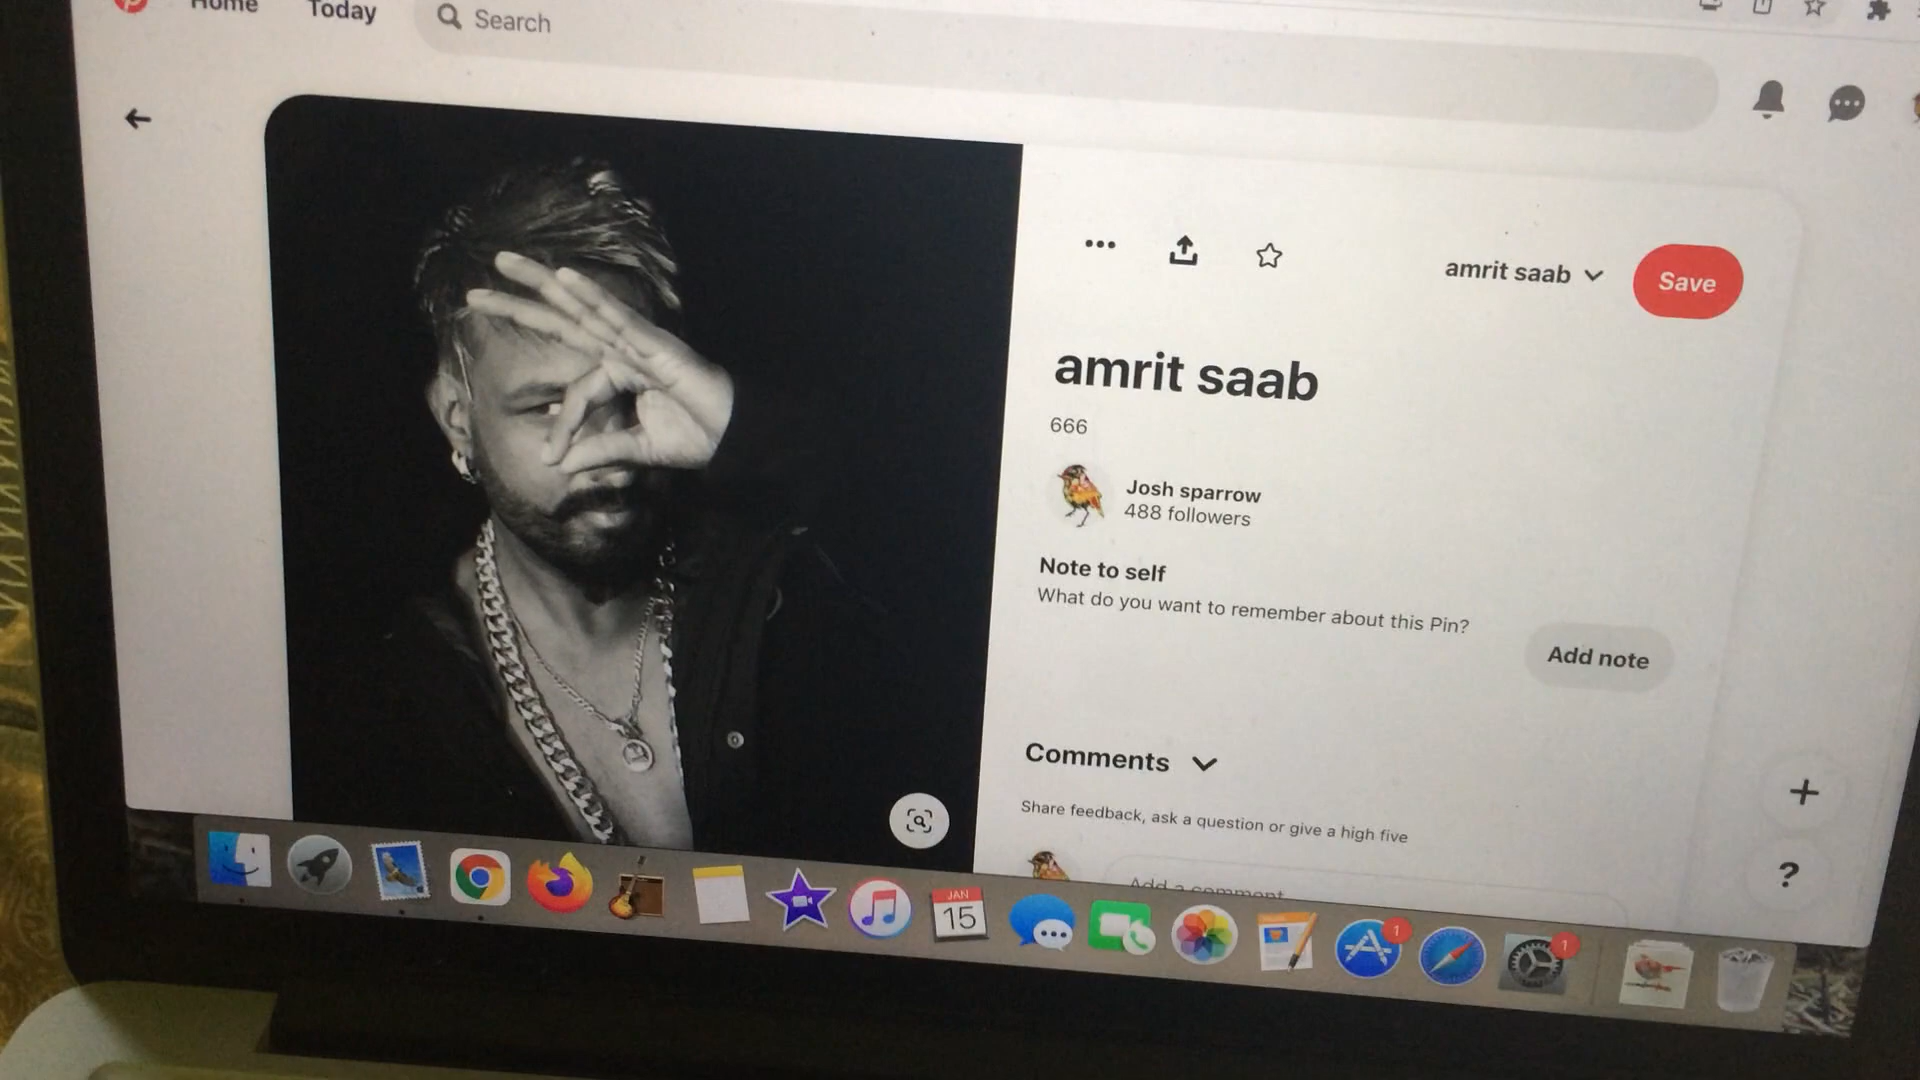 Home
Today
Search
amrit saab
Save
amrit saab
666
Josh sparrow
488 followers
Note to self
What do you want to remember about this Pin?
Add note
Comments
Share feedback, ask a question or give a high five
Add a comment
?
JAN
15
1
1